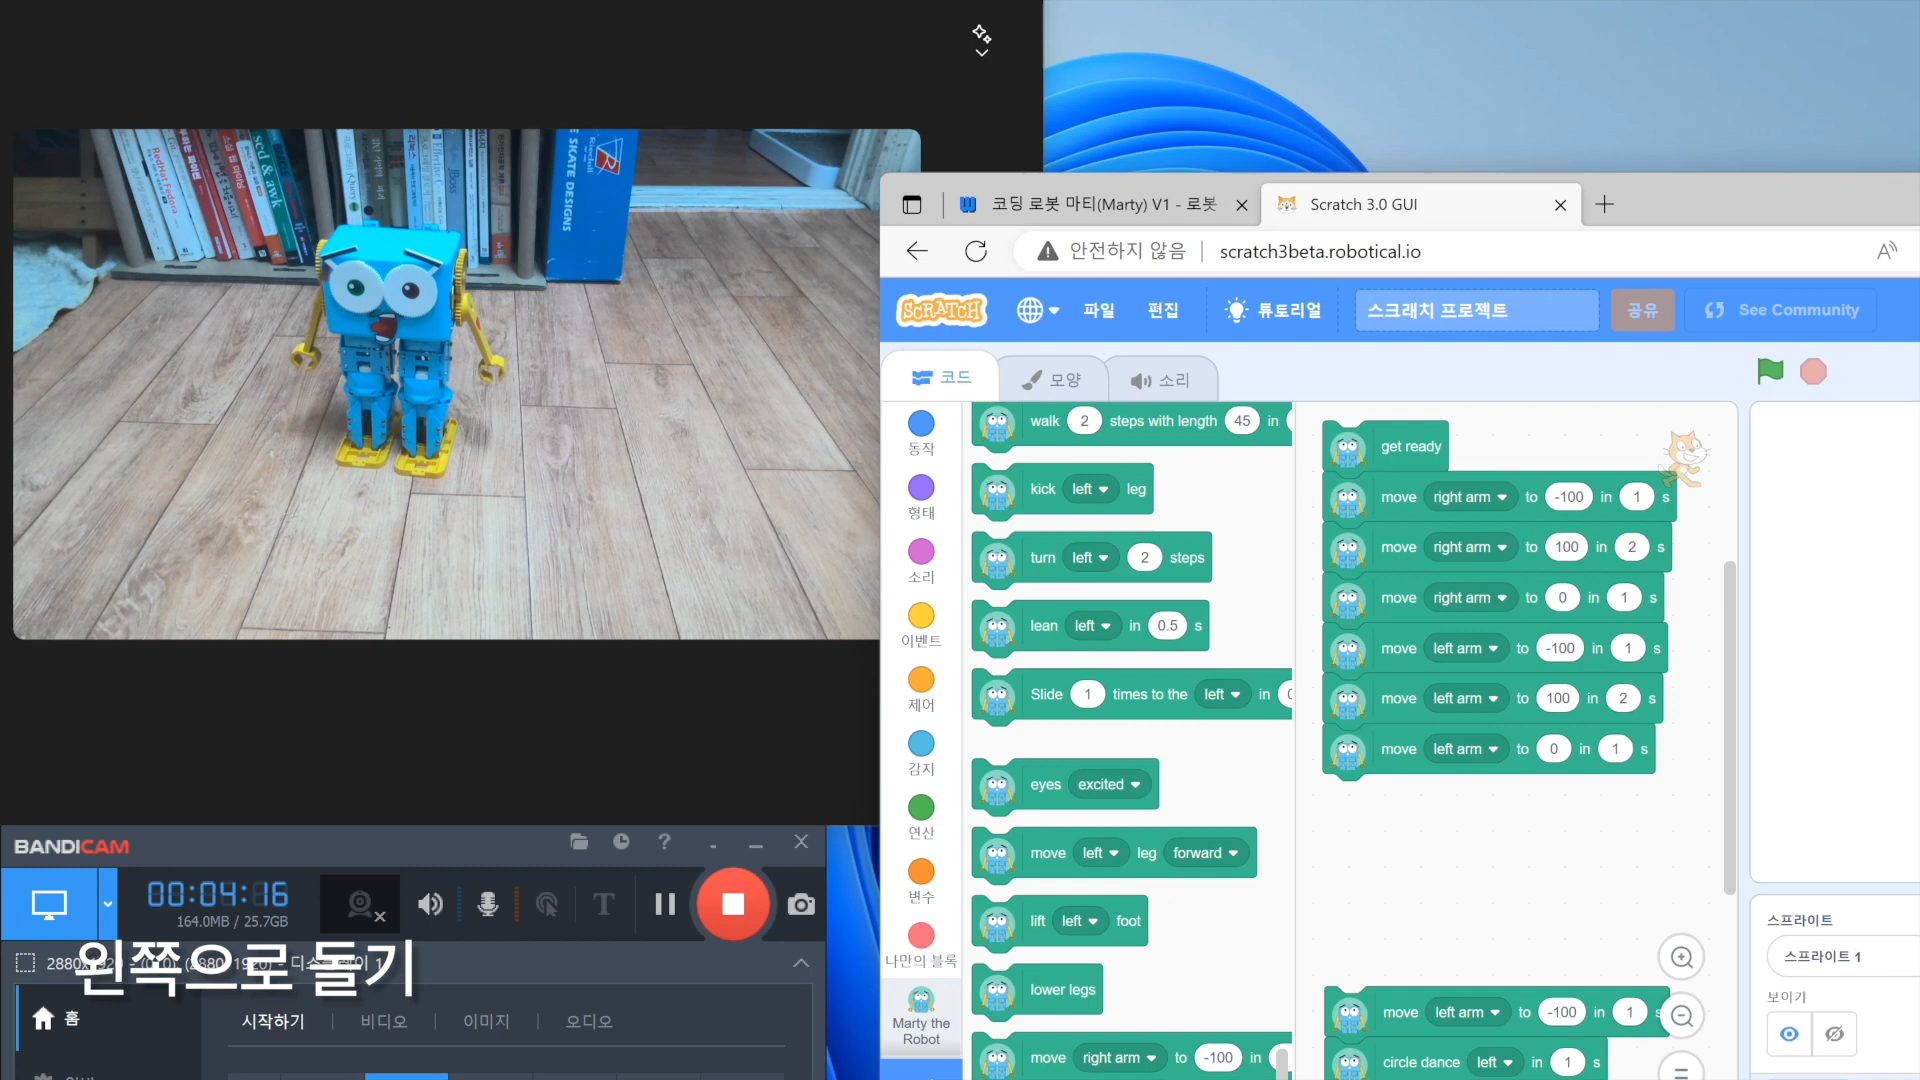 RedHat Fedora
sed & awk
SKATE DESIGNS
코딩 로봇 마티(Marty) V1 - 로봇
Scratch 3.0 GUI
안전하지 않음
scratch3beta.robotical.io
SCRATCH
파일
편집
튜토리얼
스크래치 프로젝트
공유
See Community
코드
모양
소리
동작
형태
소리
이벤트
제어
감지
연산
변수
나만의 블록
Marty the
Robot
walk 2 steps with length 45 in
kick left leg
turn left 2 steps
lean left in 0.5 s
Slide 1 times to the left in 0
eyes excited
move left leg forward
lift left foot
lower legs
move right arm to -100 in
get ready
move right arm to -100 in 1 s
move right arm to 100 in 2 s
move right arm to 0 in 1 s
move left arm to -100 in 1 s
move left arm to 100 in 2 s
move left arm to 0 in 1 s
move left arm to -100 in 1 s
circle dance left in 1 s
스프라이트
스프라이트 1
보이기
BANDICAM
00:04:16
164.0MB / 25.7GB
왼쪽으로 돌기
홈
시작하기
비디오
이미지
오디오